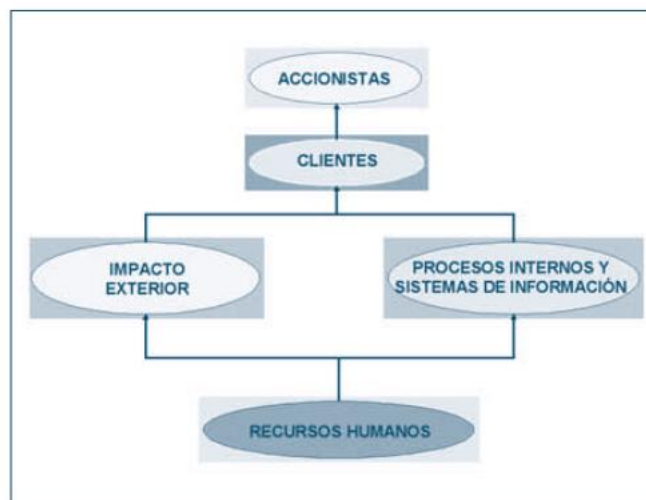 ACCIONISTAS
CLIENTES
IMPACTO
EXTERIOR
PROCESOS INTERNOS Y
SISTEMAS DE INFORMACIÓN
RECURSOS HUMANOS